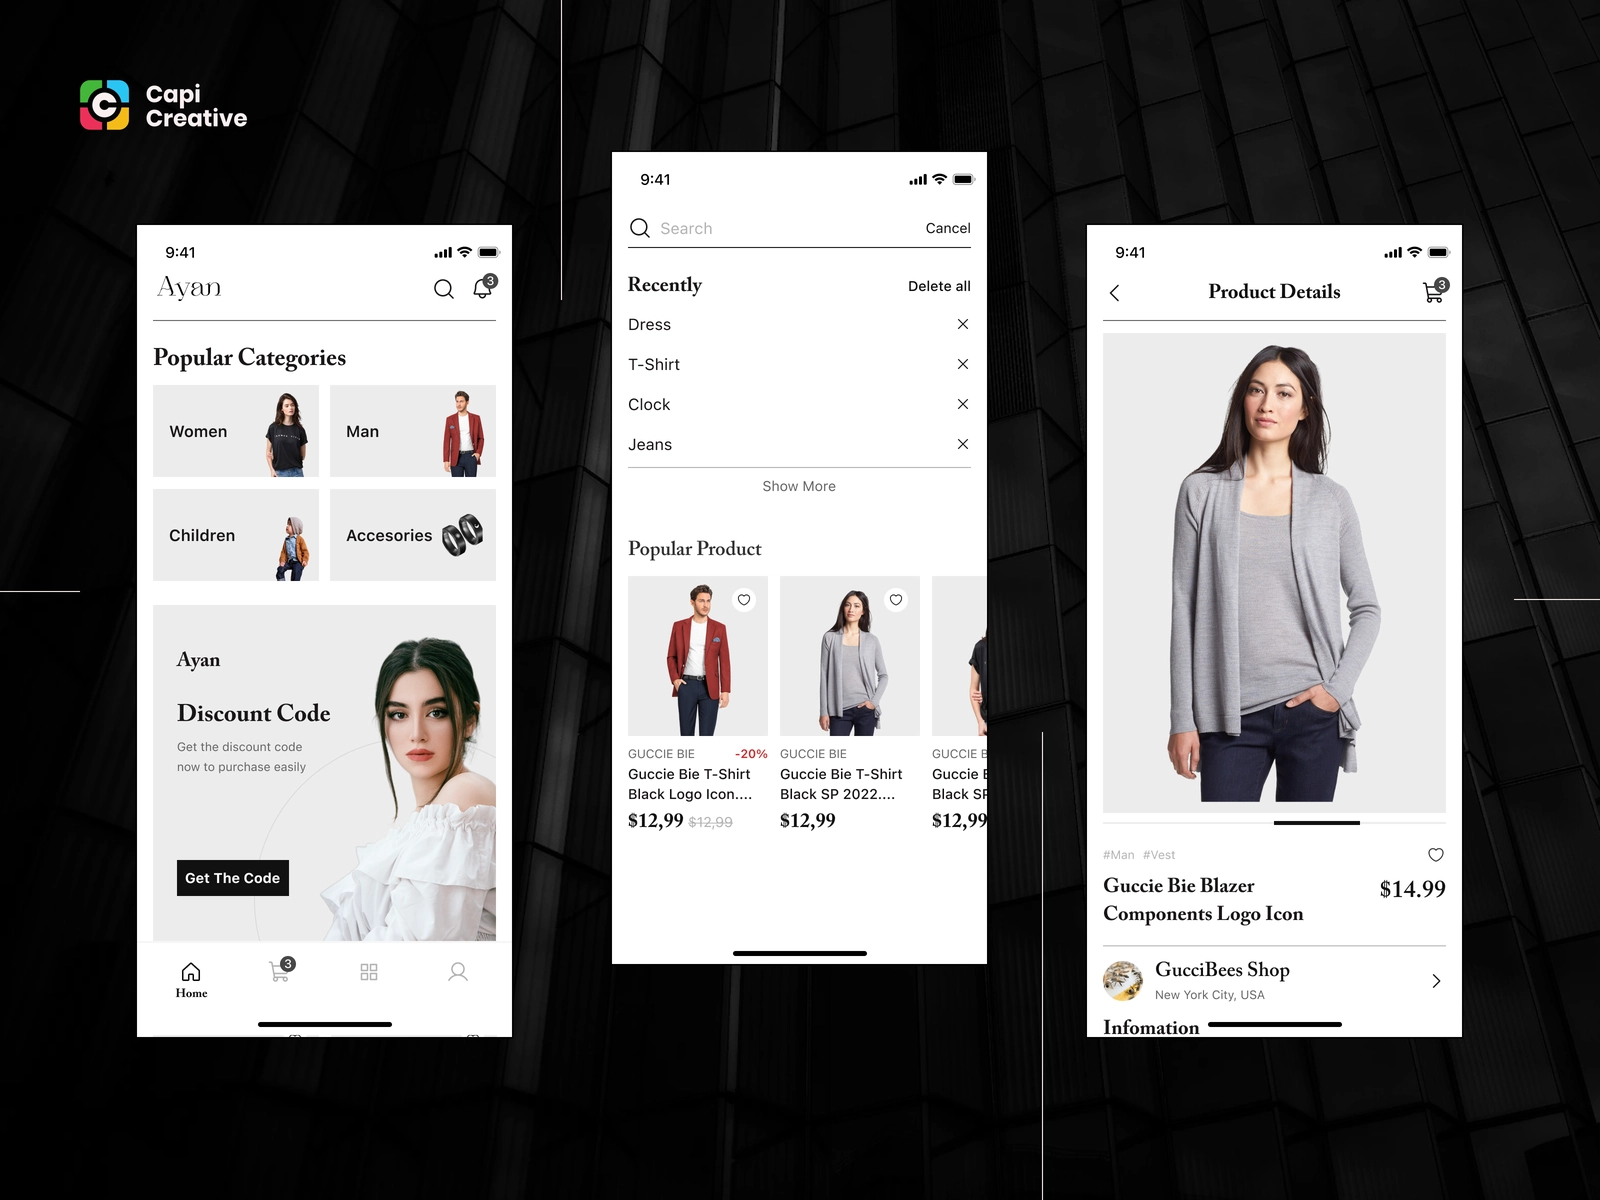 Capi
Creative
9:41
Ayan
3
Popular Categories
Women
Man
Children
Accesories
Ayan
Discount Code
Get the discount code
now to purchase easily
Get The Code
3
Home
9:41
Search
Cancel
Recently
Delete all
Dress
T-Shirt
Clock
Jeans
Show More
Popular Product
GUCCIE BIE -20%
Guccie Bie T-Shirt
Black Logo Icon....
$12,99 $12,99
GUCCIE BIE
Guccie Bie T-Shirt
Black SP 2022....
$12,99
GUCCIE B
Guccie B
Black SP
$12,99
9:41
Product Details
3
#Man #Vest
Guccie Bie Blazer
Components Logo Icon
$14.99
GucciBees Shop
New York City, USA
Infomation